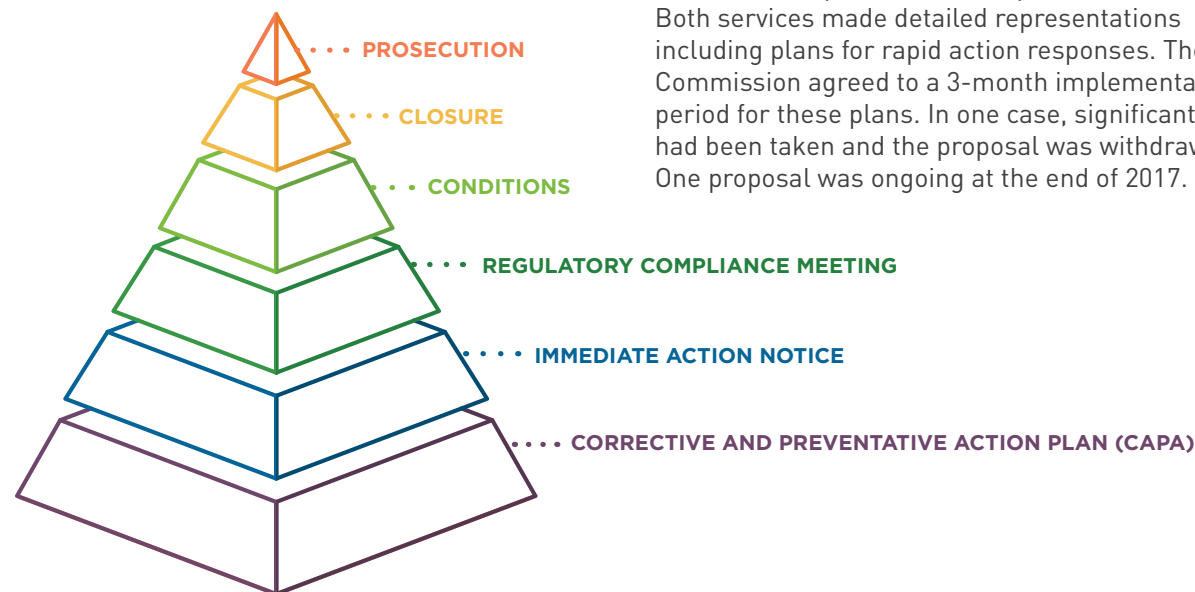 Both services made detailed representations
including plans for rapid action responses. The
Commission agreed to a 3-month
period for these plans. In one case, significant
had been taken and the proposal was
One proposal was ongoing at the end of 2017.
PROSECUTION
CLOSURE
CONDITIONS
REGULATORY COMPLIANCE MEETING
IMMEDIATE ACTION NOTICE
CORRECTIVE AND PREVENTATIVE ACTION PLAN (CAPA)